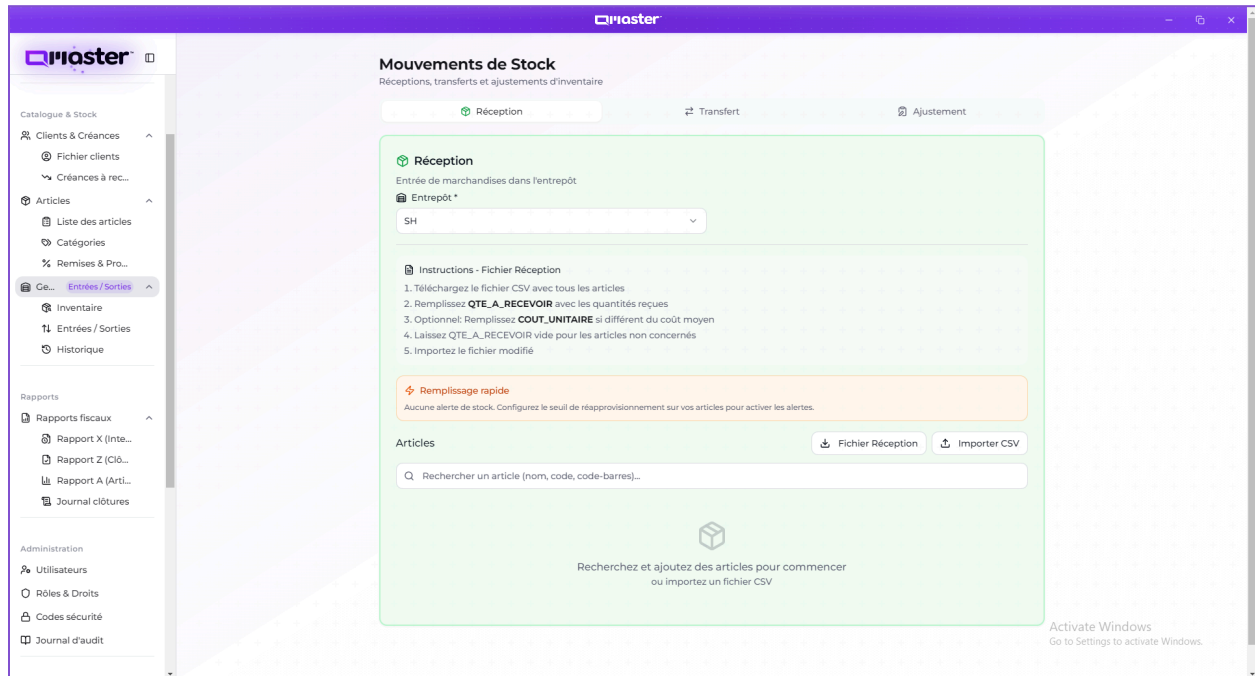 Qmaster
Qmaster
Catalogue & Stock
Clients & Créances
Fichier clients
Créances à rec...
Articles
Liste des articles
Catégories
Remises & Pro...
Ge... Entrées / Sorties
Inventaire
Entrées / Sorties
Historique
Rapports
Rapports fiscaux
Rapport X (Inte...
Rapport Z (Clô...
Rapport A (Arti...
Journal clôtures
Administration
Utilisateurs
Rôles & Droits
Codes sécurité
Journal d'audit
Mouvements de Stock
Réceptions, transferts et ajustements d'inventaire
Réception
Transfert
Ajustement
Réception
Entrée de marchandises dans l'entrepôt
Entrepôt *
SH
Instructions - Fichier Réception
1. Téléchargez le fichier CSV avec tous les articles
2. Remplissez QTE_A_RECEVOIR avec les quantités reçues
3. Optionnel: Remplissez COUT_UNITAIRE si différent du coût moyen
4. Laissez QTE_A_RECEVOIR vide pour les articles non concernés
5. Importez le fichier modifié
Remplissage rapide
Aucune alerte de stock. Configurez le seuil de réapprovisionnement sur vos articles pour activer les alertes.
Articles
Fichier Réception
Importer CSV
Rechercher un article (nom, code, code-barres)...
Recherchez et ajoutez des articles pour commencer
ou importez un fichier CSV
Activate Windows
Go to Settings to activate Windows.